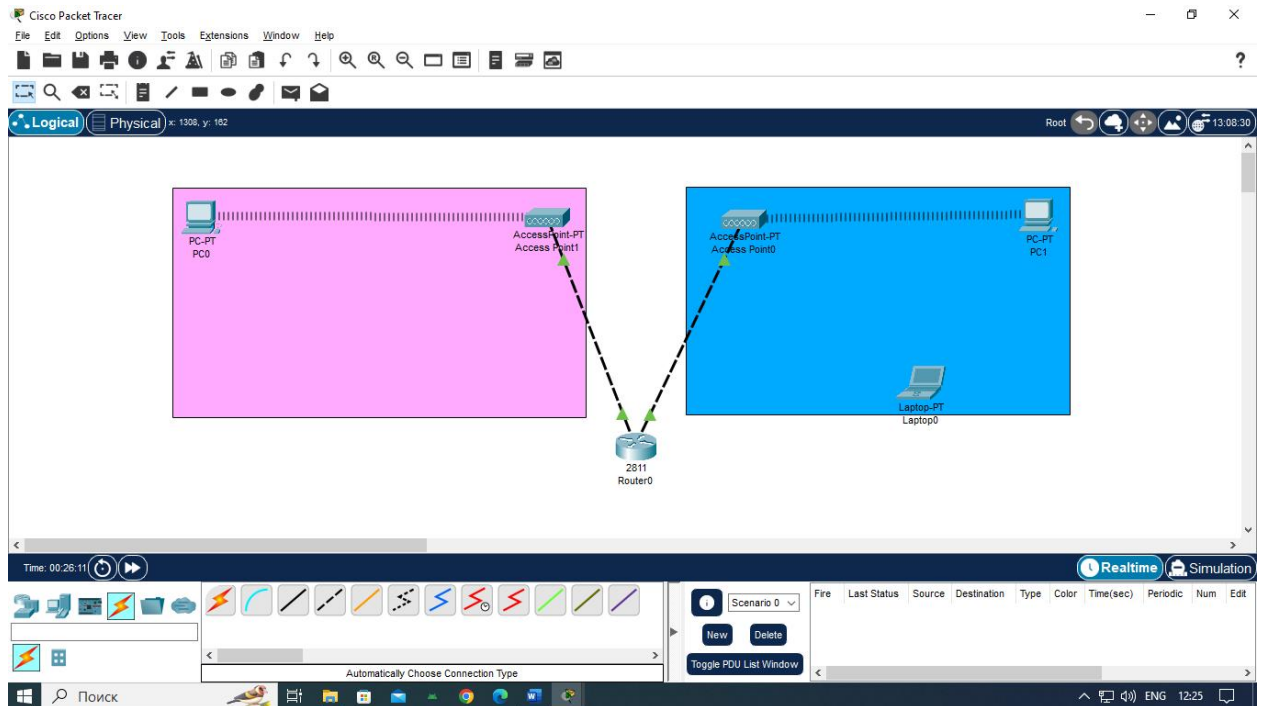 Cisco Packet Tracer
File Edit Options View Tools Extensions Window Help
?
Logical Physical x: 1308, y: 162 Root 13:08:30
PC-PT
PC0
AccessPoint-PT
Access Point1
AccessPoint-PT
Access Point0
PC-PT
PC1
Laptop-PT
Laptop0
2811
Router0
Time: 00:26:11 Realtime Simulation
Scenario 0 Fire Last Status Source Destination Type Color Time(sec) Periodic Num Edit
New Delete
Toggle PDU List Window
Automatically Choose Connection Type
Поиск ENG 12:25